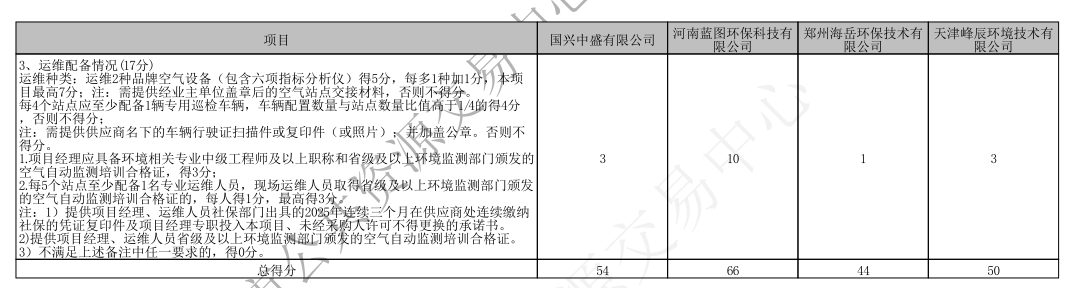 项目
国兴中盛有限公司
河南蓝图环保科技有
限公司
郑州海岳环保技术有
限公司
天津峰辰环境技术有
限公司
3、运维配备情况(17分)
运维种类：运维2种品牌空气设备（包含六项指标分析仪）得5分，每多1种加1分，本项
目最高7分；注：需提供经业主单位盖章后的空气站点交接材料，否则不得分。
每4个站点应至少配备1辆专用巡检车辆，车辆配置数量与站点数量比值高于1/4的得4分
，否则不得分；
注：需提供供应商名下的车辆行驶证扫描件或复印件（或照片）；并加盖公章。否则不
得分。
1.项目经理应具备环境相关专业中级工程师及以上职称和省级及以上环境监测部门颁发的
空气自动监测培训合格证，得3分；
2.每5个站点至少配备1名专业运维人员，现场运维人员取得省级及以上环境监测部门颁发
的空气自动监测培训合格证的，每人得1分，最高得3分。
注：1）提供项目经理、运维人员社保部门出具的2025年连续三个月在供应商处连续缴纳
社保的凭证复印件及项目经理专职投入本项目、未经采购人许可不得更换的承诺书。
2)提供项目经理、运维人员省级及以上环境监测部门颁发的空气自动监测培训合格证。
3）不满足上述备注中任一要求的，得0分。
3
10
1
3
总得分
54
66
44
50
公共资源交易中心
源交易中心